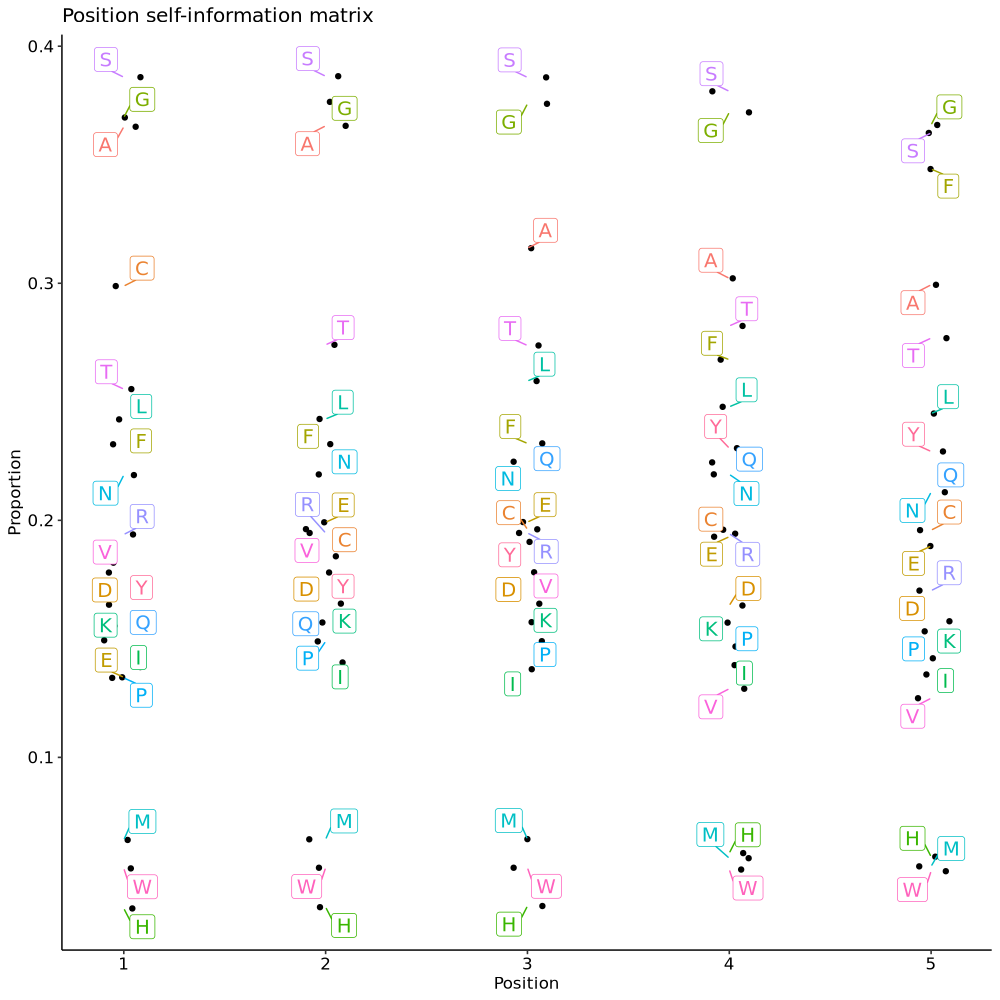 Position self-information matrix
0.4
0.3
0.2
0.1
Proportion
S
G
A
C
T
L
F
N
R
V
D
Y
K
Q
E
I
P
M
W
H
S
G
A
T
L
F
N
R
E
V
C
D
Y
Q
K
P
I
M
W
H
S
G
A
T
L
F
Q
N
C
E
Y
R
D
V
K
P
I
M
W
H
S
G
A
T
F
L
Y
Q
N
C
E
R
D
K
P
I
V
M
H
W
G
S
F
A
T
L
Y
Q
N
C
E
R
D
K
P
I
V
H
M
W
1 2 3 4 5
Position